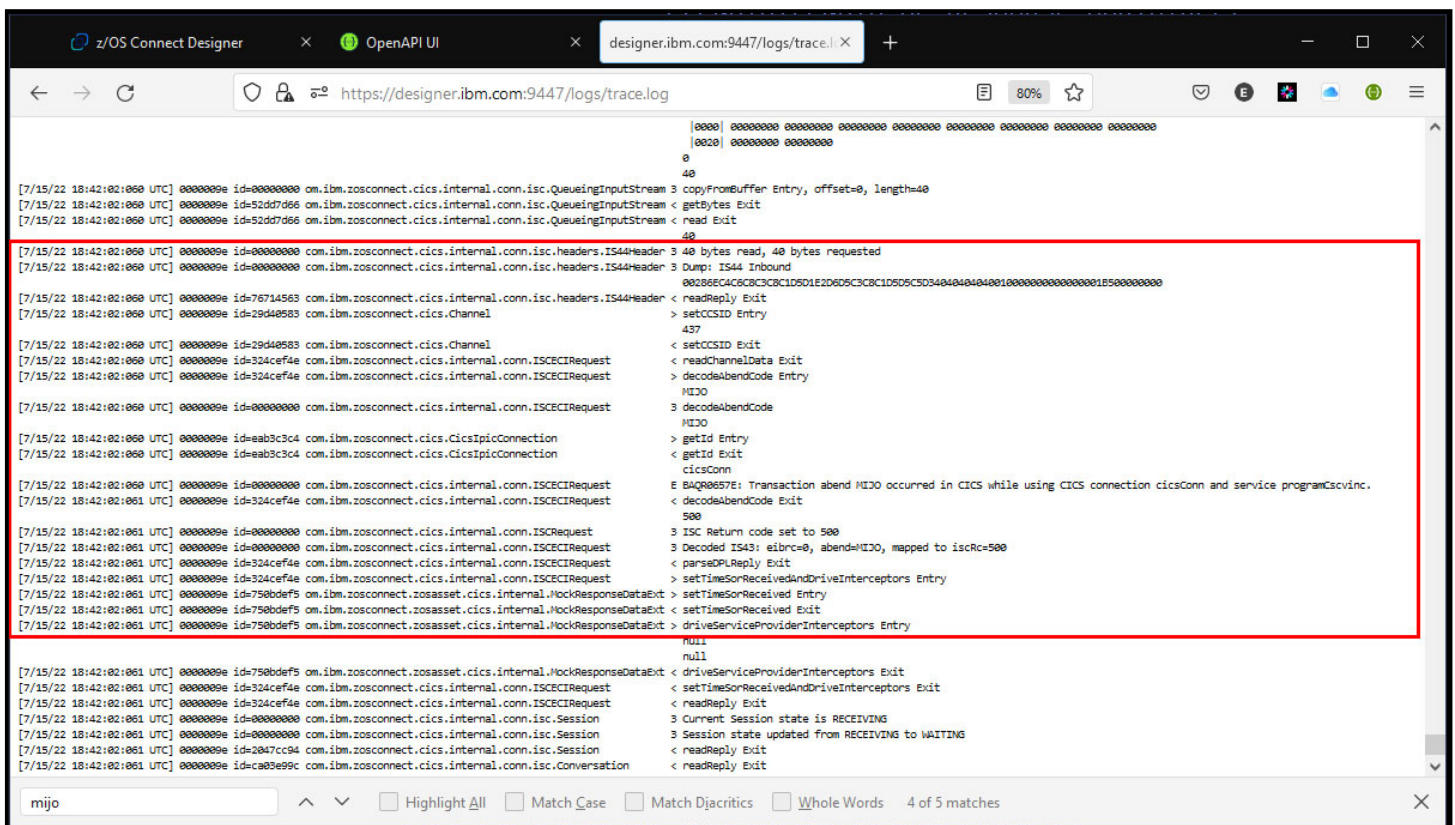 z/OS Connect Designer
OpenAPI UI
designer.ibm.com:9447/logs/trace.lo
https://designer.ibm.com:9447/logs/trace.log
80%
|0000| 00000000 00000000 00000000 00000000 00000000 00000000 00000000 00000000
|0020| 00000000 00000000
0
40
[7/15/22 18:42:02:060 UTC] 0000009e id=00000000 om.ibm.zosconnect.cics.internal.conn.isc.QueueingInputStream 3 copyFromBuffer Entry, offset=0, length=40
[7/15/22 18:42:02:060 UTC] 0000009e id=52dd7d66 om.ibm.zosconnect.cics.internal.conn.isc.QueueingInputStream < getBytes Exit
[7/15/22 18:42:02:060 UTC] 0000009e id=52dd7d66 om.ibm.zosconnect.cics.internal.conn.isc.QueueingInputStream < read Exit
40
[7/15/22 18:42:02:060 UTC] 0000009e id=00000000 com.ibm.zosconnect.cics.internal.conn.isc.headers.IS44Header 3 40 bytes read, 40 bytes requested
[7/15/22 18:42:02:060 UTC] 0000009e id=00000000 com.ibm.zosconnect.cics.internal.conn.isc.headers.IS44Header 3 Dump: IS44 Inbound
[7/15/22 18:42:02:060 UTC] 0000009e id=76714563 com.ibm.zosconnect.cics.internal.conn.isc.headers.IS44Header < readReply Exit
[7/15/22 18:42:02:060 UTC] 0000009e id=29d40583 com.ibm.zosconnect.cics.Channel > setCCSID Entry
437
[7/15/22 18:42:02:060 UTC] 0000009e id=29d40583 com.ibm.zosconnect.cics.Channel < setCCSID Exit
[7/15/22 18:42:02:060 UTC] 0000009e id=324cef4e com.ibm.zosconnect.cics.internal.conn.ISCECIRequest < readChannelData Exit
[7/15/22 18:42:02:060 UTC] 0000009e id=324cef4e com.ibm.zosconnect.cics.internal.conn.ISCECIRequest > decodeAbendCode Entry
MIJO
[7/15/22 18:42:02:060 UTC] 0000009e id=00000000 com.ibm.zosconnect.cics.internal.conn.ISCECIRequest 3 decodeAbendCode
MIJO
[7/15/22 18:42:02:060 UTC] 0000009e id=eab3c3c4 com.ibm.zosconnect.cics.CicsIpicConnection > getId Entry
[7/15/22 18:42:02:060 UTC] 0000009e id=eab3c3c4 com.ibm.zosconnect.cics.CicsIpicConnection < getId Exit
cicsConn
[7/15/22 18:42:02:060 UTC] 0000009e id=00000000 com.ibm.zosconnect.cics.internal.conn.ISCECIRequest E BAQR0657E: Transaction abend MIJO occurred in CICS while using CICS connection cicsConn and service programCscvinc.
[7/15/22 18:42:02:061 UTC] 0000009e id=324cef4e com.ibm.zosconnect.cics.internal.conn.ISCECIRequest < decodeAbendCode Exit
500
[7/15/22 18:42:02:061 UTC] 0000009e id=00000000 com.ibm.zosconnect.cics.internal.conn.ISCRequest 3 ISC Return code set to 500
[7/15/22 18:42:02:061 UTC] 0000009e id=00000000 com.ibm.zosconnect.cics.internal.conn.ISCECIRequest 3 Decoded IS43: eibrc=0, abend=MIJO, mapped to iscRc=500
[7/15/22 18:42:02:061 UTC] 0000009e id=324cef4e com.ibm.zosconnect.cics.internal.conn.ISCECIRequest < parseDPLReply Exit
[7/15/22 18:42:02:061 UTC] 0000009e id=324cef4e com.ibm.zosconnect.cics.internal.conn.ISCECIRequest > setTimeSorReceivedAndDriveInterceptors Entry
[7/15/22 18:42:02:061 UTC] 0000009e id=750bdef5 om.ibm.zosconnect.zosasset.cics.internal.MockResponseDataExt > setTimeSorReceived Entry
[7/15/22 18:42:02:061 UTC] 0000009e id=750bdef5 om.ibm.zosconnect.zosasset.cics.internal.MockResponseDataExt < setTimeSorReceived Exit
[7/15/22 18:42:02:061 UTC] 0000009e id=750bdef5 om.ibm.zosconnect.zosasset.cics.internal.MockResponseDataExt > driveServiceProviderInterceptors Entry
null
null
[7/15/22 18:42:02:061 UTC] 0000009e id=750bdef5 om.ibm.zosconnect.zosasset.cics.internal.MockResponseDataExt < driveServiceProviderInterceptors Exit
[7/15/22 18:42:02:061 UTC] 0000009e id=324cef4e com.ibm.zosconnect.cics.internal.conn.ISCECIRequest < setTimeSorReceivedAndDriveInterceptors Exit
[7/15/22 18:42:02:061 UTC] 0000009e id=324cef4e com.ibm.zosconnect.cics.internal.conn.ISCECIRequest < readReply Exit
[7/15/22 18:42:02:061 UTC] 0000009e id=00000000 com.ibm.zosconnect.cics.internal.conn.isc.Session 3 Current Session state is RECEIVING
[7/15/22 18:42:02:061 UTC] 0000009e id=00000000 com.ibm.zosconnect.cics.internal.conn.isc.Session 3 Session state updated from RECEIVING to WAITING
[7/15/22 18:42:02:061 UTC] 0000009e id=2047cc94 com.ibm.zosconnect.cics.internal.conn.isc.Session < readReply Exit
[7/15/22 18:42:02:061 UTC] 0000009e id=ca03e99c com.ibm.zosconnect.cics.internal.conn.isc.Conversation < readReply Exit
mijo Highlight All Match Case Match Diacritics Whole Words 4 of 5 matches